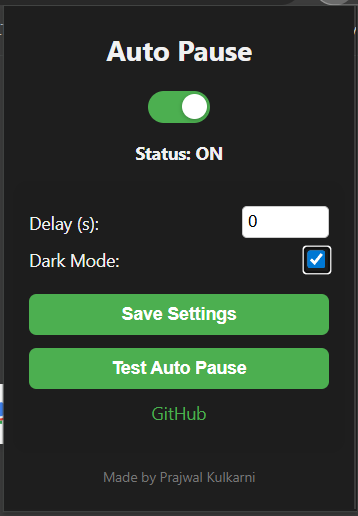 Auto Pause
Status: ON
Delay (s): 0
Dark Mode:
Save Settings
Test Auto Pause
GitHub
Made by Prajwal Kulkarni